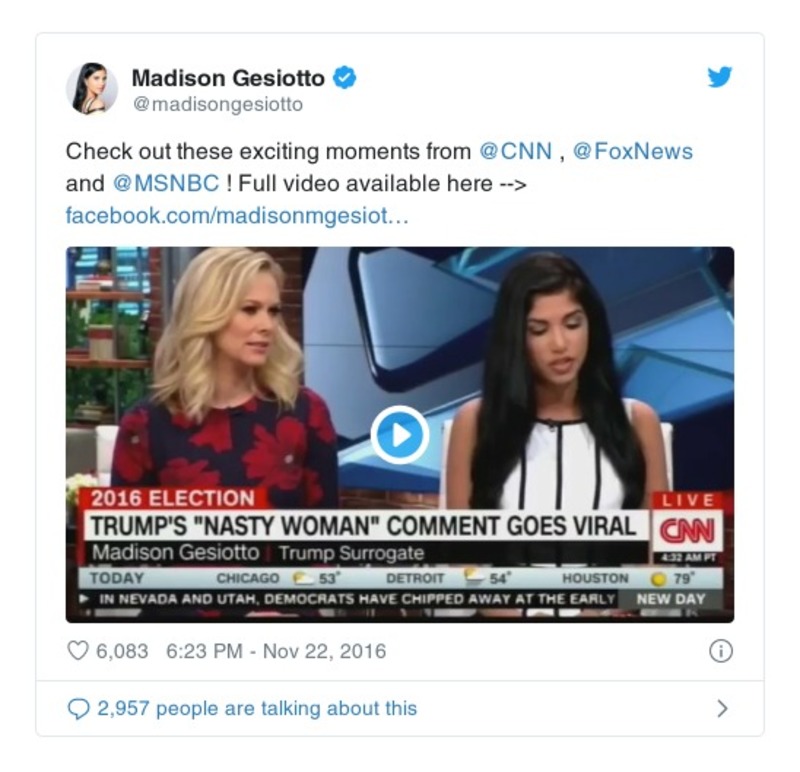 Madison Gesiotto
@madisongesiotto
Check out these exciting moments from @CNN , @FoxNews
and @MSNBC ! Full video available here -->
facebook.com/madisonmgesiot…
2016 ELECTION
LIVE
TRUMP'S "NASTY WOMAN" COMMENT GOES VIRAL
CNN
Madison Gesiotto | Trump Surrogate
4:32 AM PT
TODAY CHICAGO 53° DETROIT 54° HOUSTON 79°
IN NEVADA AND UTAH, DEMOCRATS HAVE CHIPPED AWAY AT THE EARLY NEW DAY
6,083 6:23 PM - Nov 22, 2016
2,957 people are talking about this